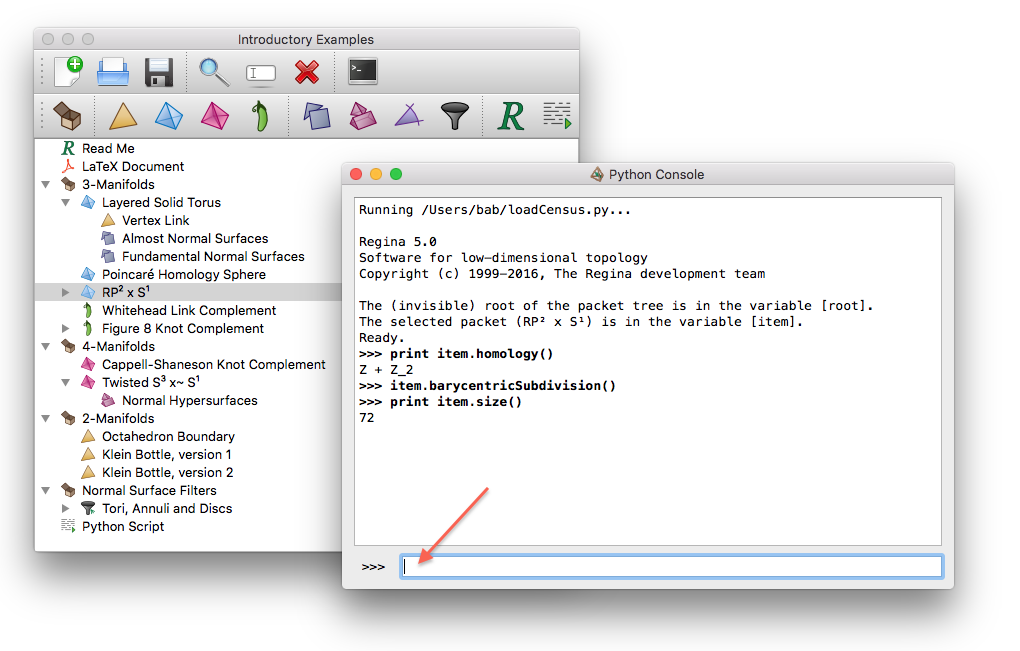 Introductory Examples
Read Me
LaTeX Document
3-Manifolds
Layered Solid Torus
Vertex Link
Almost Normal Surfaces
Fundamental Normal Surfaces
Poincaré Homology Sphere
RP² x S¹
Whitehead Link Complement
Figure 8 Knot Complement
4-Manifolds
Cappell-Shaneson Knot Complement
Twisted S³ x~ S¹
Normal Hypersurfaces
2-Manifolds
Octahedron Boundary
Klein Bottle, version 1
Klein Bottle, version 2
Normal Surface Filters
Tori, Annuli and Discs
Python Script
Python Console
Running /Users/bab/loadCensus.py...
Regina 5.0
Software for low-dimensional topology
Copyright (c) 1999-2016, The Regina development team
The (invisible) root of the packet tree is in the variable [root].
The selected packet (RP² x S¹) is in the variable [item].
Ready.
>>> print item.homology()
Z + Z_2
>>> item.barycentricSubdivision()
>>> print item.size()
72
>>>